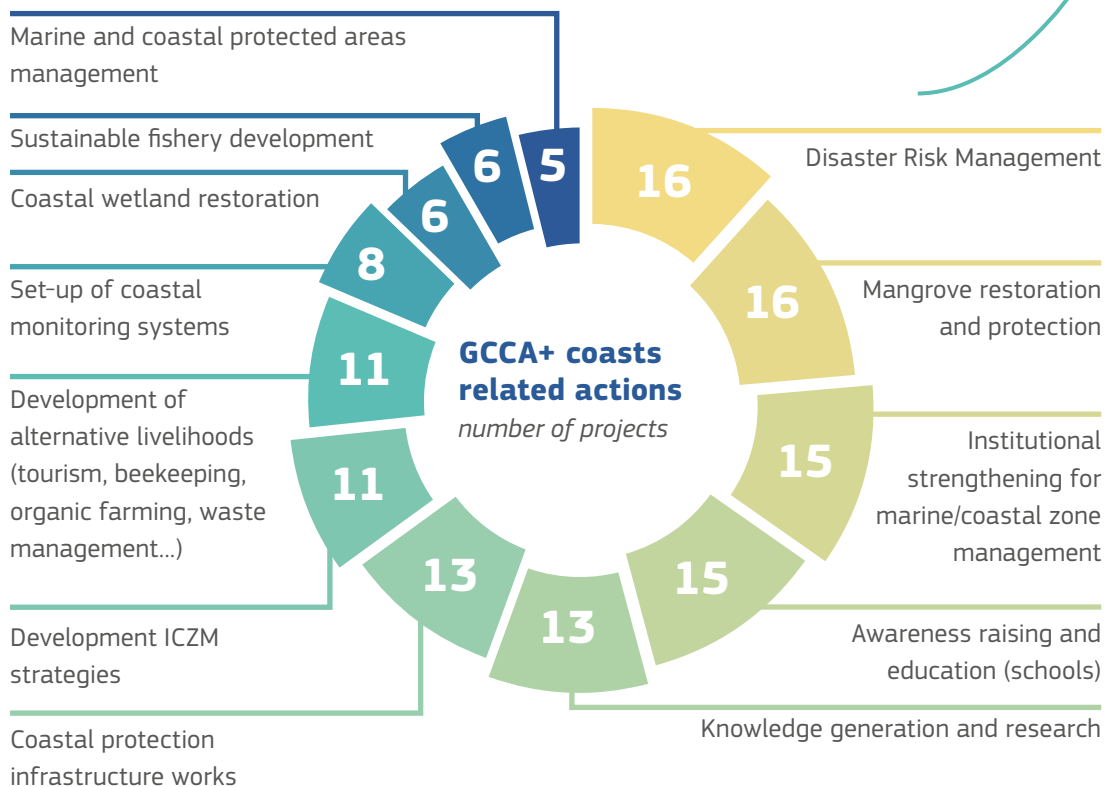 Marine and coastal protected areas
management
Sustainable fishery development
Coastal wetland restoration
Set-up of coastal
monitoring systems
Development of
alternative livelihoods
(tourism, beekeeping,
organic farming, waste
management...)
Development ICZM
strategies
Coastal protection
infrastructure works
5
6
6
8
11
11
13
13
15
15
16
16
GCCA+ coasts
related actions
number of projects
Disaster Risk Management
Mangrove restoration
and protection
Institutional
strengthening for
marine/coastal zone
management
Awareness raising and
education (schools)
Knowledge generation and research